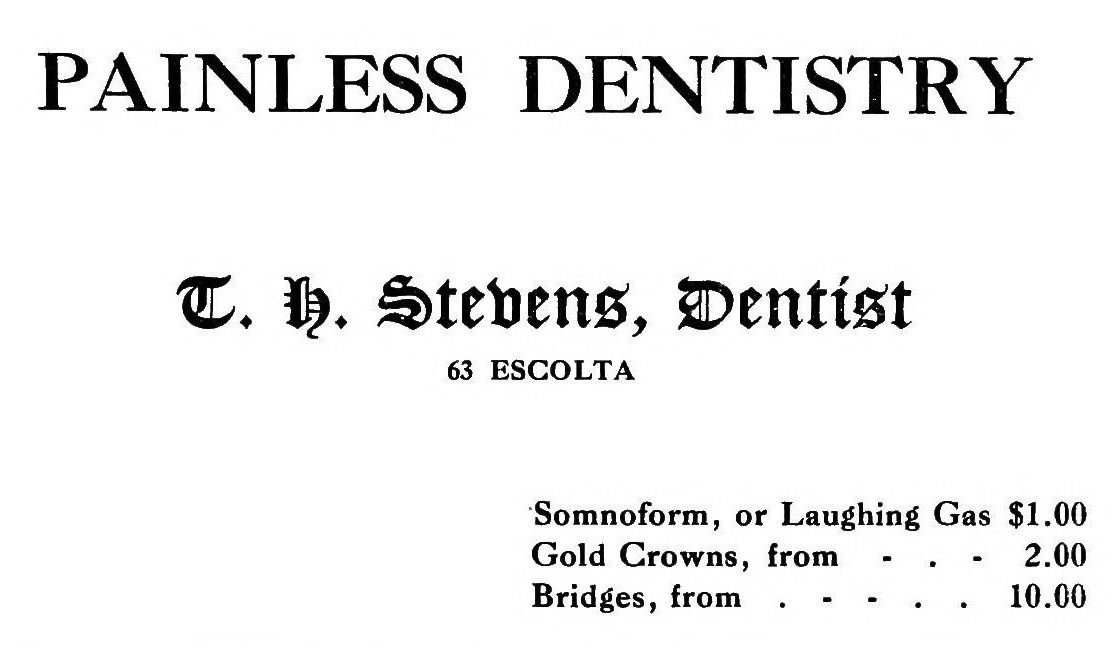 PAINLESS DENTISTRY
T. H. Stevens, Dentist
63 ESCOLTA
Somnoform, or Laughing Gas $1.00
Gold Crowns, from - . - 2.00
Bridges, from . - - . . 10.00